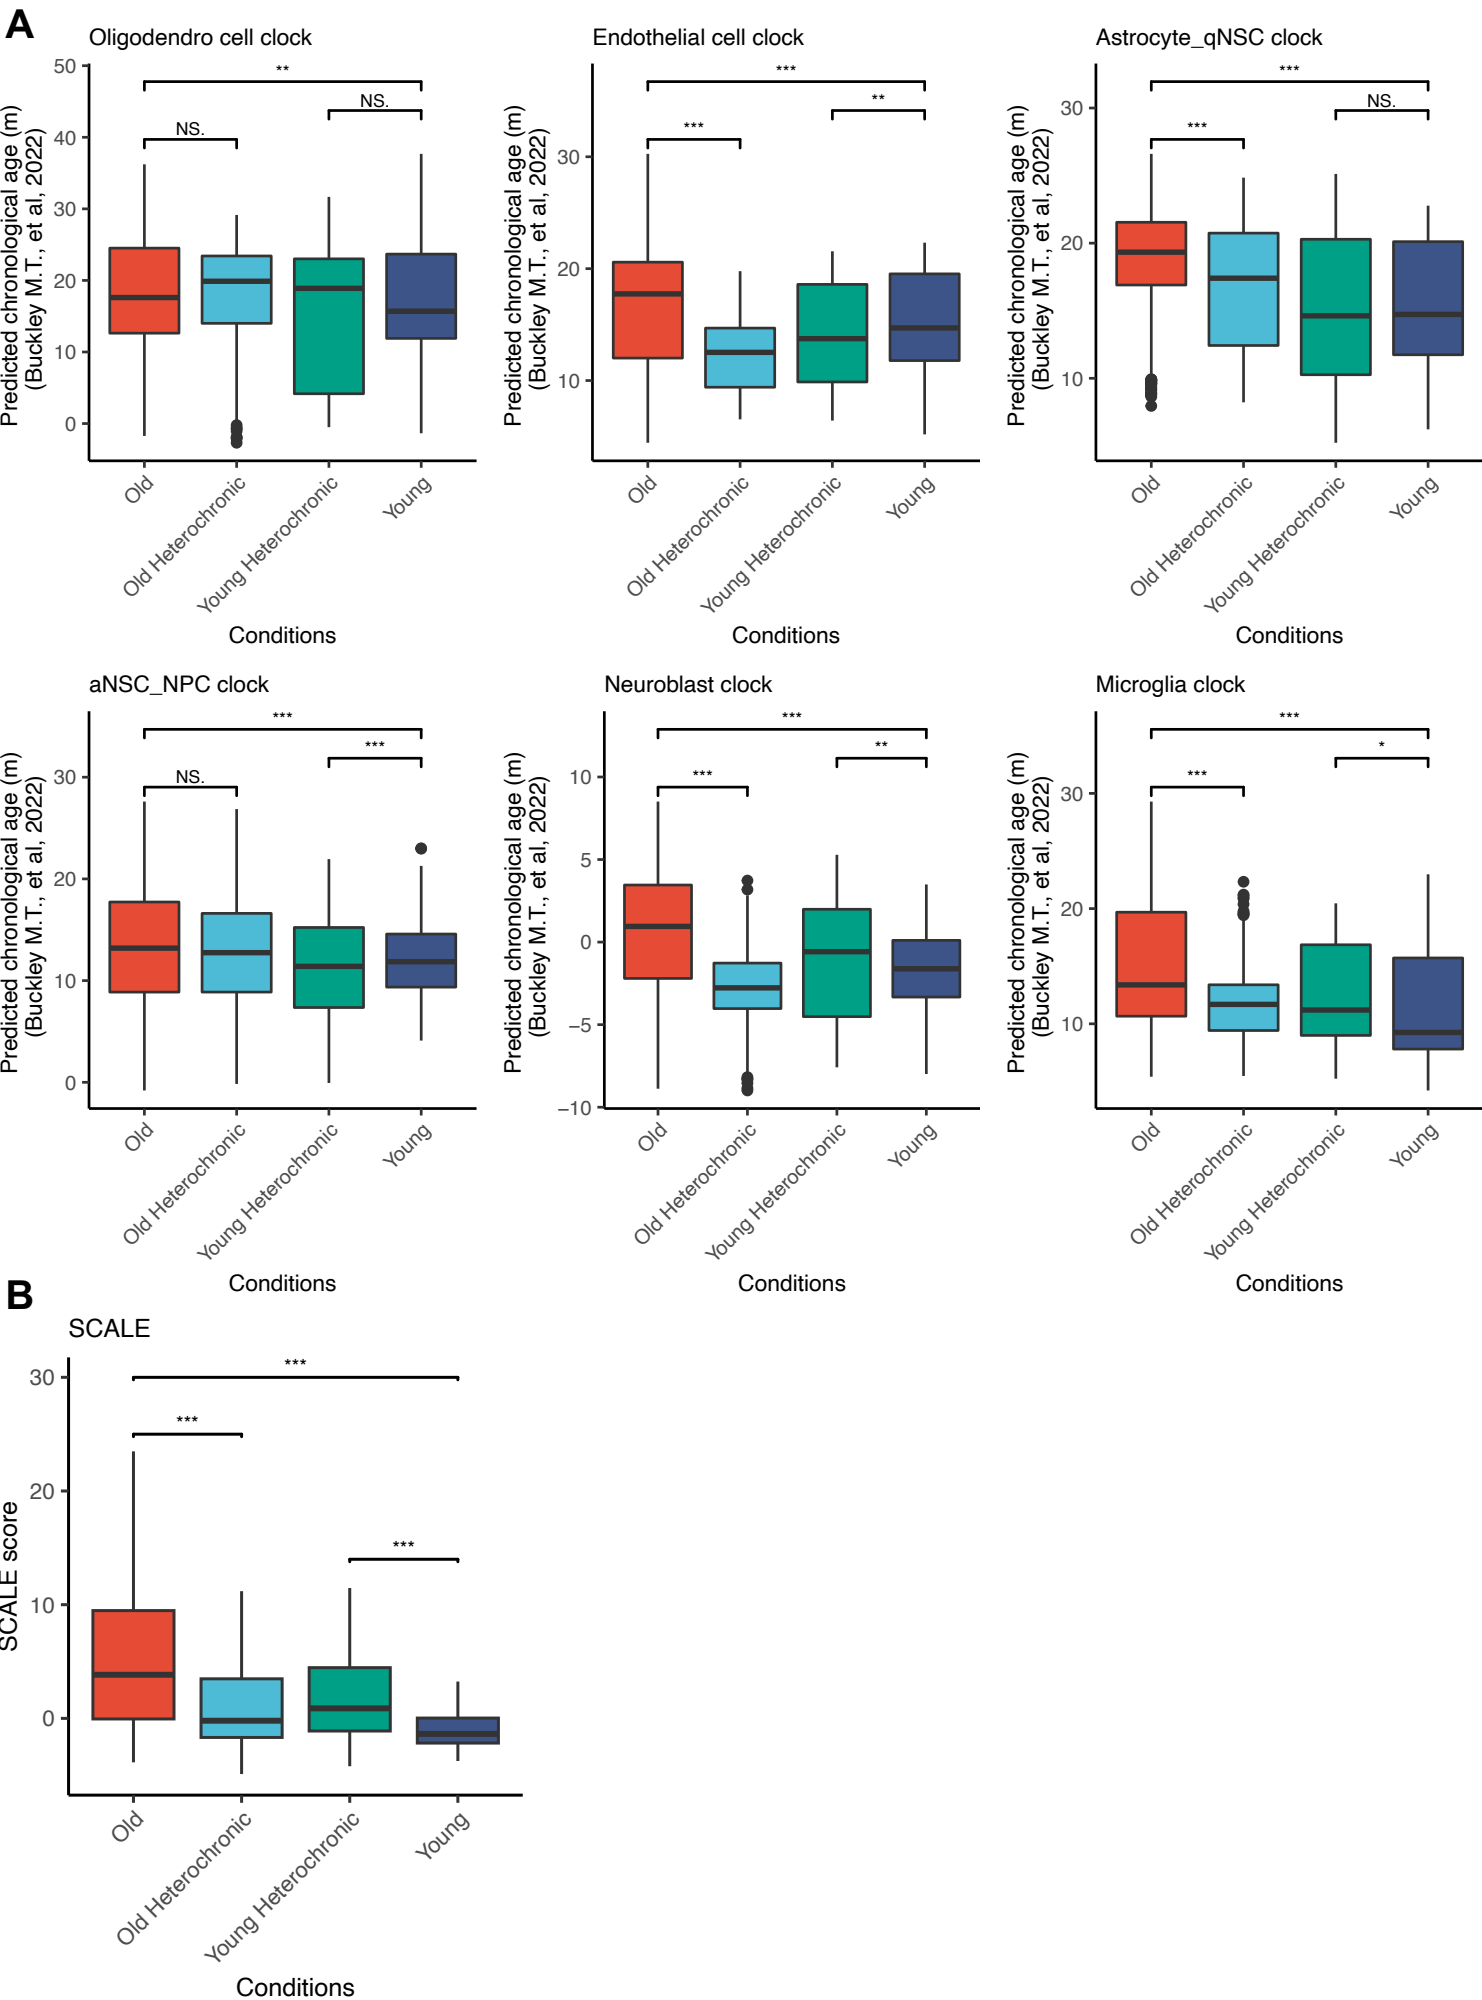 A
Oligodendro cell clock
Predicted chronological age (m)
(Buckley M.T., et al, 2022)
50
40
30
20
10
0
**
NS.
NS.
Old
Old Heterochronic
Young Heterochronic
Young
Conditions
Endothelial cell clock
Predicted chronological age (m)
(Buckley M.T., et al, 2022)
30
20
10
***
**
***
Old
Old Heterochronic
Young Heterochronic
Young
Conditions
Astrocyte_qNSC clock
Predicted chronological age (m)
(Buckley M.T., et al, 2022)
30
20
10
***
NS.
***
Old
Old Heterochronic
Young Heterochronic
Young
Conditions
aNSC_NPC clock
Predicted chronological age (m)
(Buckley M.T., et al, 2022)
30
20
10
0
***
***
NS.
Old
Old Heterochronic
Young Heterochronic
Young
Conditions
Neuroblast clock
Predicted chronological age (m)
(Buckley M.T., et al, 2022)
10
5
0
−5
−10
***
**
***
Old
Old Heterochronic
Young Heterochronic
Young
Conditions
Microglia clock
Predicted chronological age (m)
(Buckley M.T., et al, 2022)
30
20
10
***
*
***
Old
Old Heterochronic
Young Heterochronic
Young
Conditions
B
SCALE
SCALE score
30
20
10
0
***
***
***
Old
Old Heterochronic
Young Heterochronic
Young
Conditions